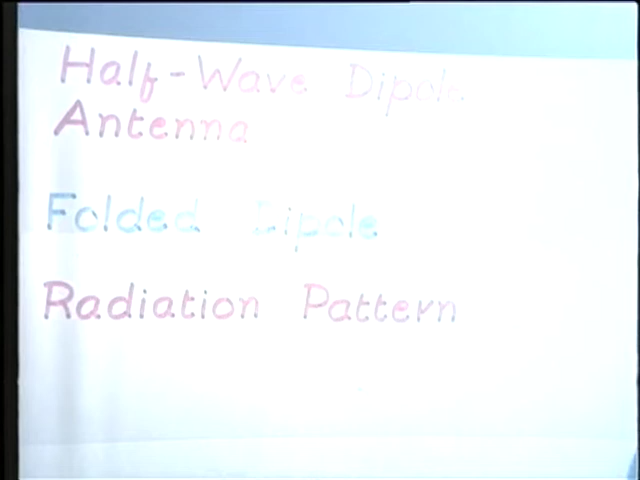 Half-Wave Dipole
Antenna
Folded Dipole
Radiation Pattern